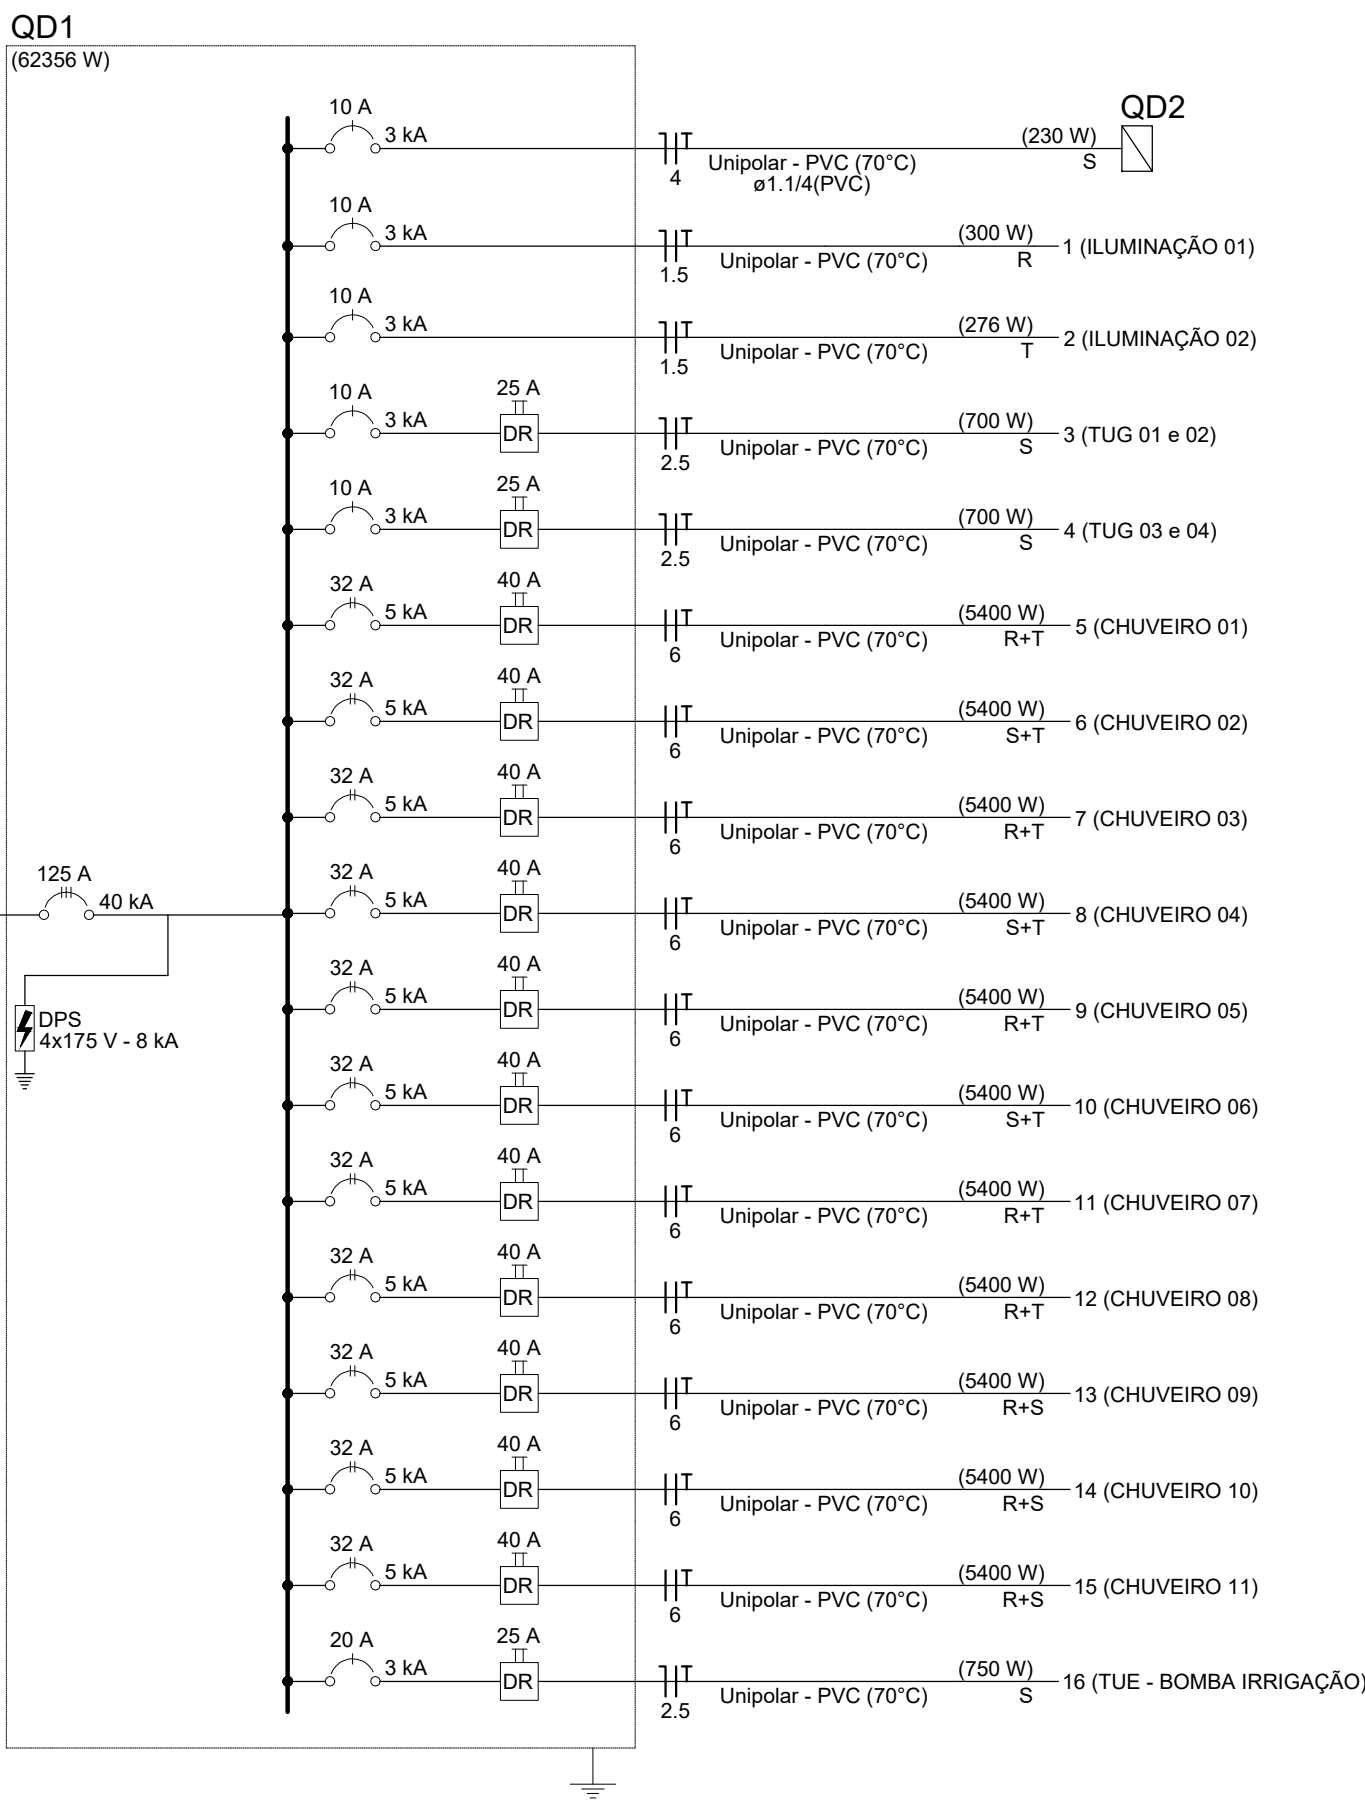 QD1
(62356 W)
10 A
3 kA
4
Unipolar - PVC (70°C)
ø1.1/4(PVC)
(230 W)
S
QD2
10 A
3 kA
1.5
Unipolar - PVC (70°C)
(300 W)
R
1 (ILUMINAÇÃO 01)
10 A
3 kA
1.5
Unipolar - PVC (70°C)
(276 W)
T
2 (ILUMINAÇÃO 02)
10 A
3 kA
25 A
DR
2.5
Unipolar - PVC (70°C)
(700 W)
S
3 (TUG 01 e 02)
10 A
3 kA
25 A
DR
2.5
Unipolar - PVC (70°C)
(700 W)
S
4 (TUG 03 e 04)
32 A
5 kA
40 A
DR
6
Unipolar - PVC (70°C)
(5400 W)
R+T
5 (CHUVEIRO 01)
32 A
5 kA
40 A
DR
6
Unipolar - PVC (70°C)
(5400 W)
S+T
6 (CHUVEIRO 02)
32 A
5 kA
40 A
DR
6
Unipolar - PVC (70°C)
(5400 W)
R+T
7 (CHUVEIRO 03)
125 A
40 kA
DPS
4x175 V - 8 kA
32 A
5 kA
40 A
DR
6
Unipolar - PVC (70°C)
(5400 W)
S+T
8 (CHUVEIRO 04)
32 A
5 kA
40 A
DR
6
Unipolar - PVC (70°C)
(5400 W)
R+T
9 (CHUVEIRO 05)
32 A
5 kA
40 A
DR
6
Unipolar - PVC (70°C)
(5400 W)
S+T
10 (CHUVEIRO 06)
32 A
5 kA
40 A
DR
6
Unipolar - PVC (70°C)
(5400 W)
R+T
11 (CHUVEIRO 07)
32 A
5 kA
40 A
DR
6
Unipolar - PVC (70°C)
(5400 W)
R+T
12 (CHUVEIRO 08)
32 A
5 kA
40 A
DR
6
Unipolar - PVC (70°C)
(5400 W)
R+S
13 (CHUVEIRO 09)
32 A
5 kA
40 A
DR
6
Unipolar - PVC (70°C)
(5400 W)
R+S
14 (CHUVEIRO 10)
32 A
5 kA
40 A
DR
6
Unipolar - PVC (70°C)
(5400 W)
R+S
15 (CHUVEIRO 11)
20 A
3 kA
25 A
DR
2.5
Unipolar - PVC (70°C)
(750 W)
S
16 (TUE - BOMBA IRRIGAÇÃO)